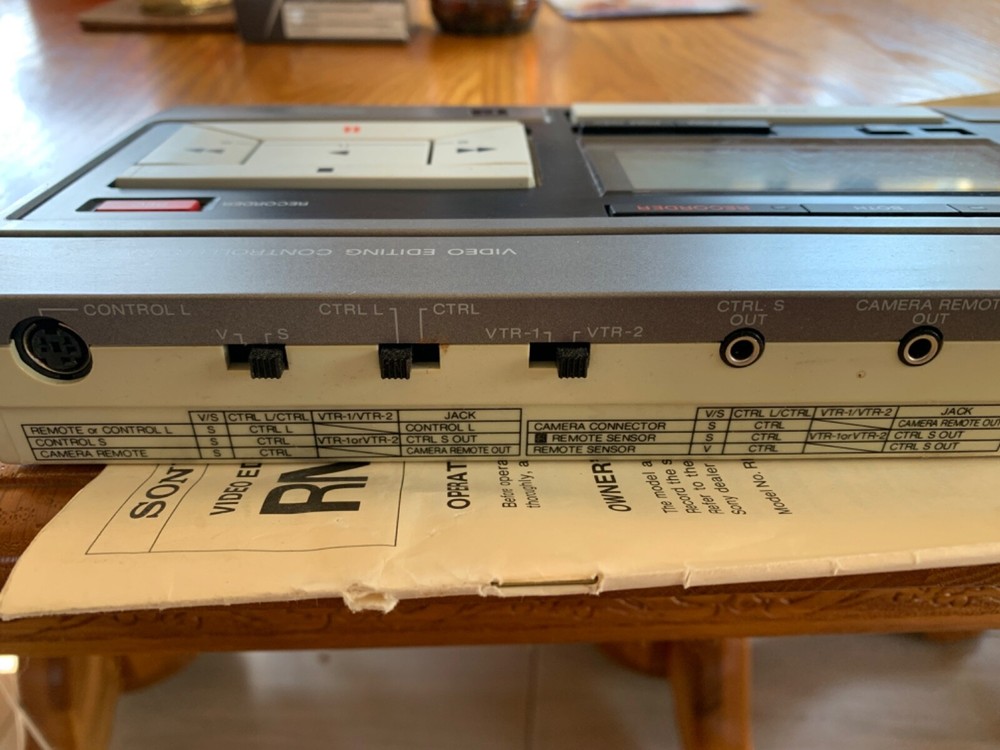 RECORDER
RECORDER
BOTH
VIDEO EDITING CONTROL
CONTROL L
V S
CTRL L CTRL
VTR-1 VTR-2
CTRL S
OUT
CAMERA REMOTE
OUT
V/S CTRL L/CTRL VTR-1/VTR-2 JACK
REMOTE or CONTROL L S CTRL L CONTROL L
CONTROL S S CTRL VTR-1orVTR-2 CTRL S OUT
CAMERA REMOTE S CTRL CAMERA REMOTE OUT
V/S CTRL L/CTRL VTR-1/VTR-2 JACK
CAMERA CONNECTOR S CTRL CAMERA REMOTE OUT
REMOTE SENSOR S CTRL VTR-1orVTR-2 CTRL S OUT
REMOTE SENSOR V CTRL CTRL S OUT
SONY
VIDEO ED
RM
OPERAT
Before opera
thoroughly, a
OWNER'
The model a
Record the s
Refer to the
Sony dealer
Model No. R